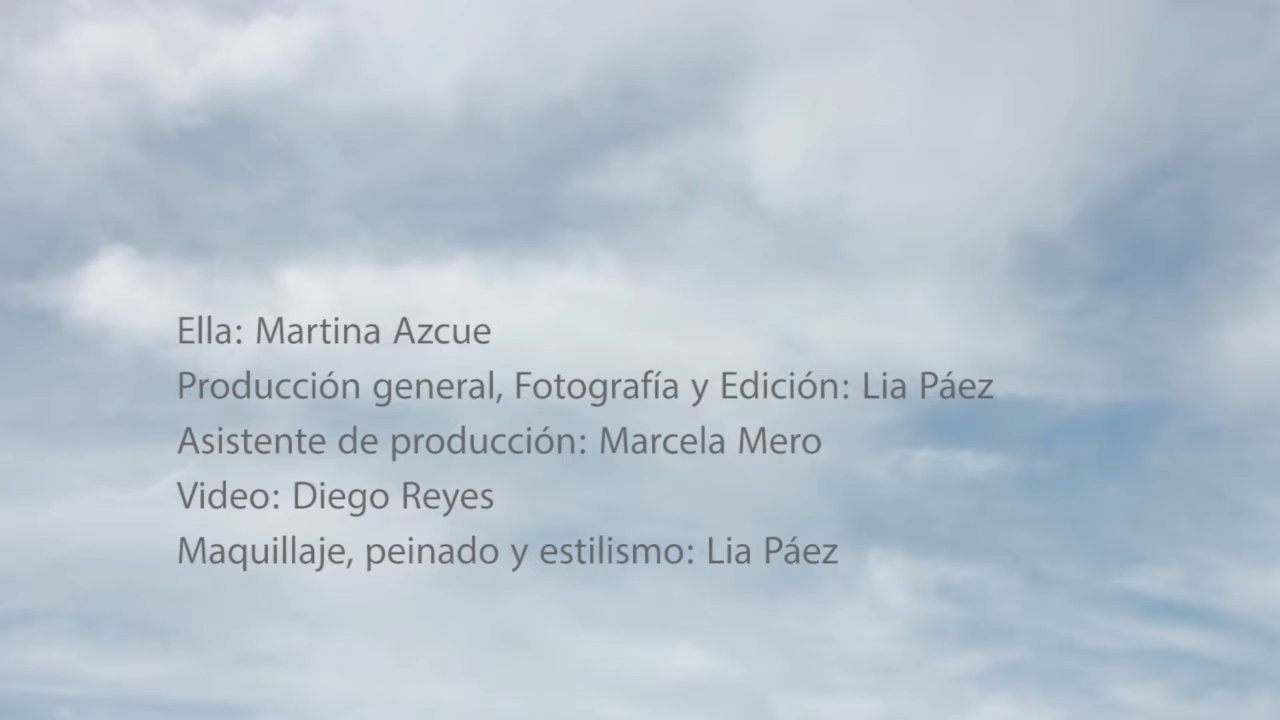 Ella: Martina Azcue
Producción general, Fotografía y Edición: Lia Páez
Asistente de producción: Marcela Mero
Video: Diego Reyes
Maquillaje, peinado y estilismo: Lia Páez